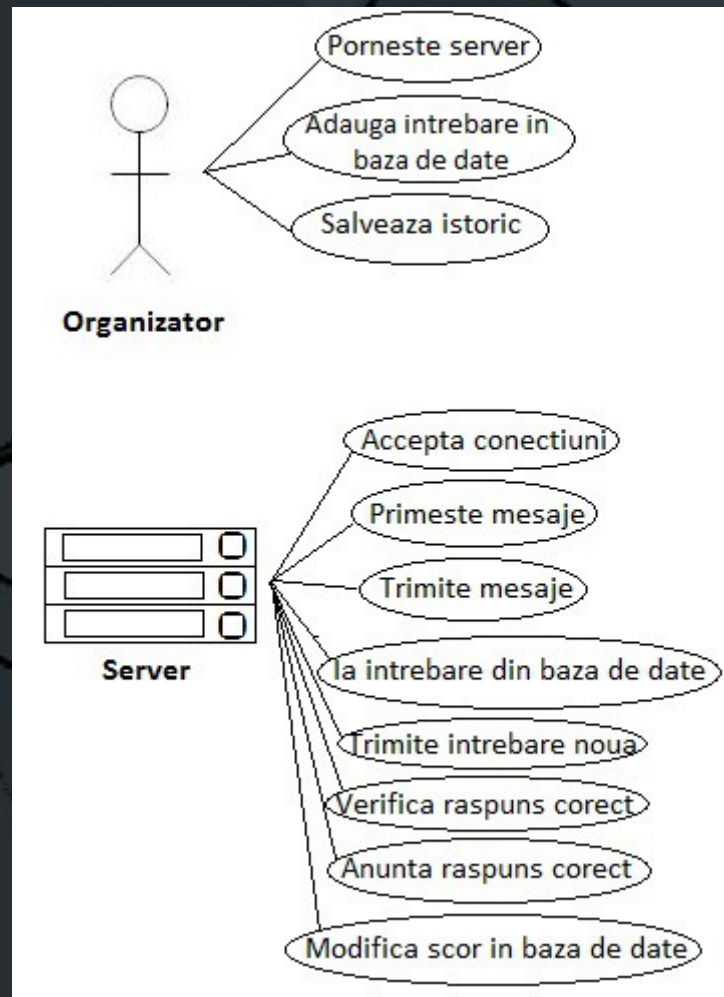 Porneste server
Adauga intrebare in
baza de date
Salveaza istoric
Organizator
Accepta conectiuni
Primeste mesaje
Trimite mesaje
Ia intrebare din baza de date
Server
Trimite intrebare noua
Verifica raspuns corect
Anunta raspuns corect
Modifica scor in baza de date